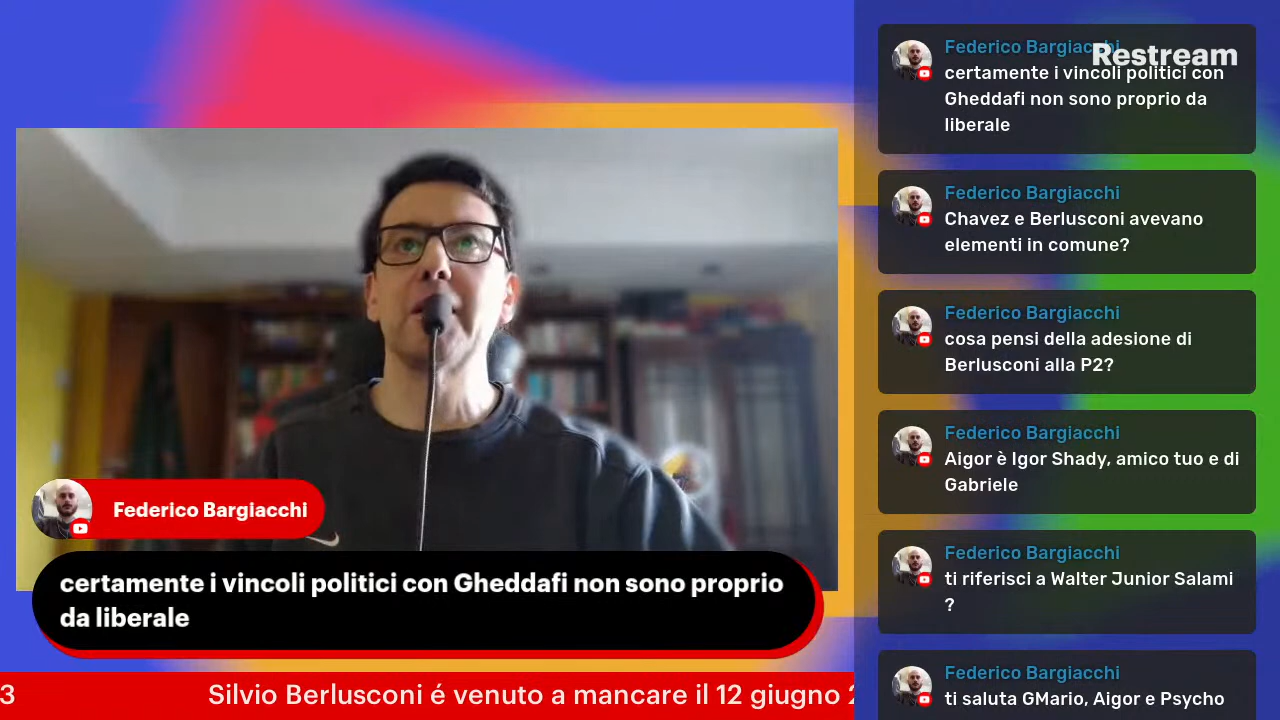 Federico Bargiacchi
Restream
certamente i vincoli politici con
Gheddafi non sono proprio da
liberale
Federico Bargiacchi
Chavez e Berlusconi avevano
elementi in comune?
Federico Bargiacchi
cosa pensi della adesione di
Berlusconi alla P2?
Federico Bargiacchi
Aigor è Igor Shady, amico tuo e di
Gabriele
Federico Bargiacchi
ti riferisci a Walter Junior Salami
?
Federico Bargiacchi
ti saluta GMario, Aigor e Psycho
Federico Bargiacchi
certamente i vincoli politici con Gheddafi non sono proprio
da liberale
3 Silvio Berlusconi é venuto a mancare il 12 giugno